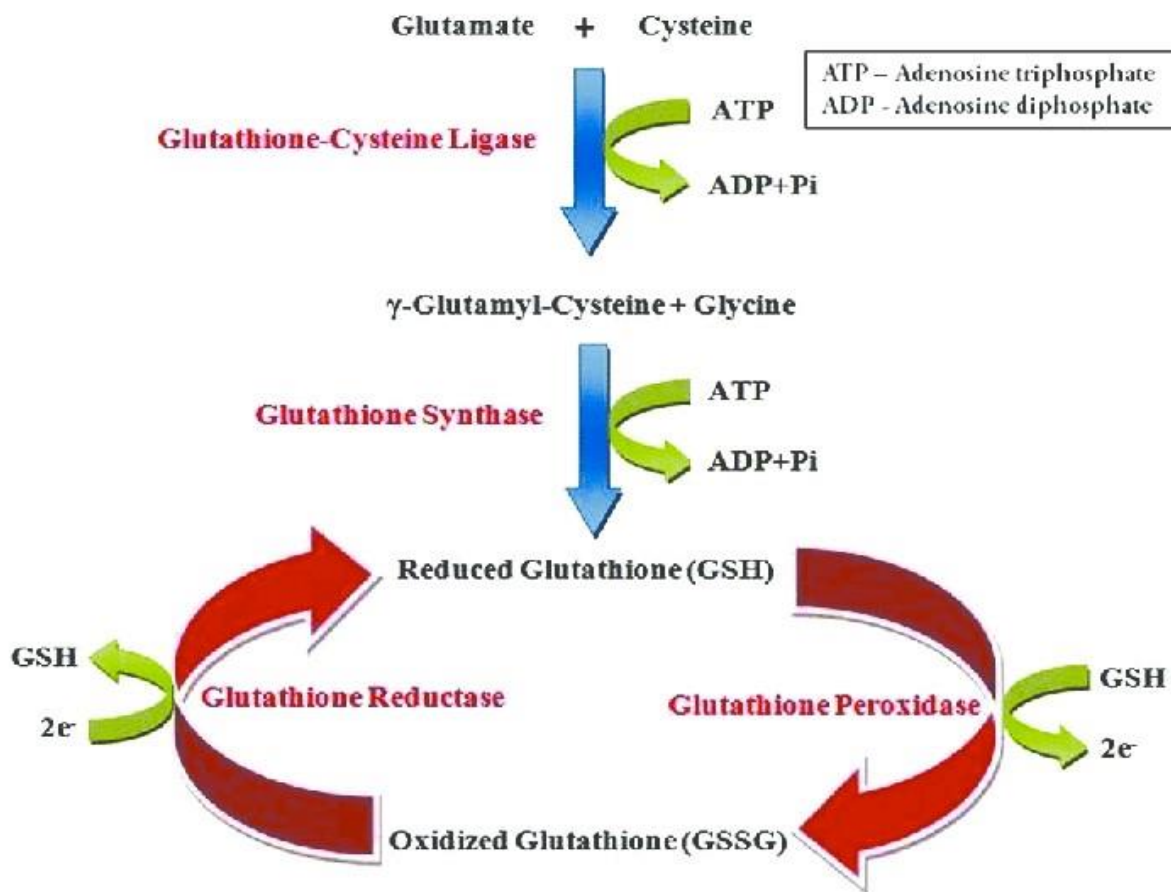 Glutamate + Cysteine
ATP – Adenosine triphosphate
ADP - Adenosine diphosphate
ATP
Glutathione-Cysteine Ligase
ADP+Pi
γ-Glutamyl-Cysteine + Glycine
ATP
Glutathione Synthase
ADP+Pi
Reduced Glutathione (GSH)
GSH
GSH
Glutathione Reductase
Glutathione Peroxidase
2e-
2e-
Oxidized Glutathione (GSSG)